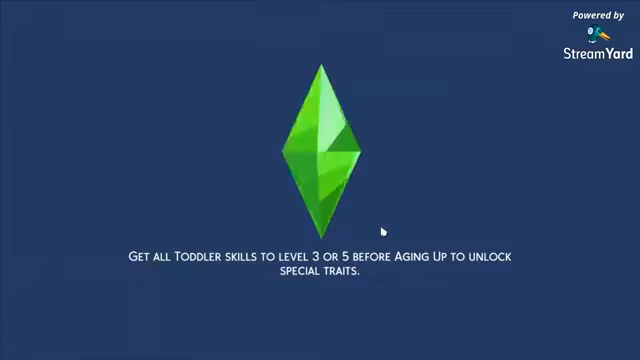 Powered by
StreamYard
GET ALL TODDLER SKILLS TO LEVEL 3 OR 5 BEFORE AGING UP TO UNLOCK
SPECIAL TRAITS.